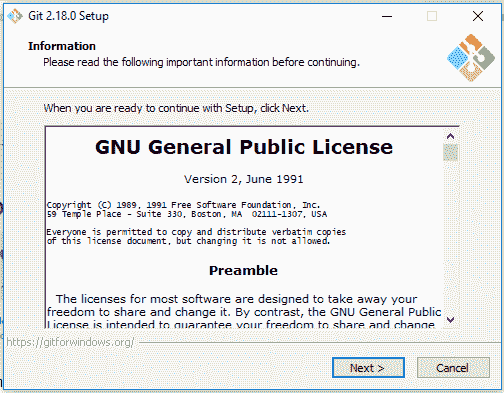 Git 2.18.0 Setup
Information
Please read the following important information before continuing.
When you are ready to continue with Setup, click Next.
GNU General Public License
Version 2, June 1991
Copyright (C) 1989, 1991 Free Software Foundation, Inc.
59 Temple Place - Suite 330, Boston, MA  02111-1307, USA
Everyone is permitted to copy and distribute verbatim copies
of this license document, but changing it is not allowed.
Preamble
The licenses for most software are designed to take away your
freedom to share and change it. By contrast, the GNU General Public
License is intended to guarantee your freedom to share and change
https://gitforwindows.org/
Next >
Cancel